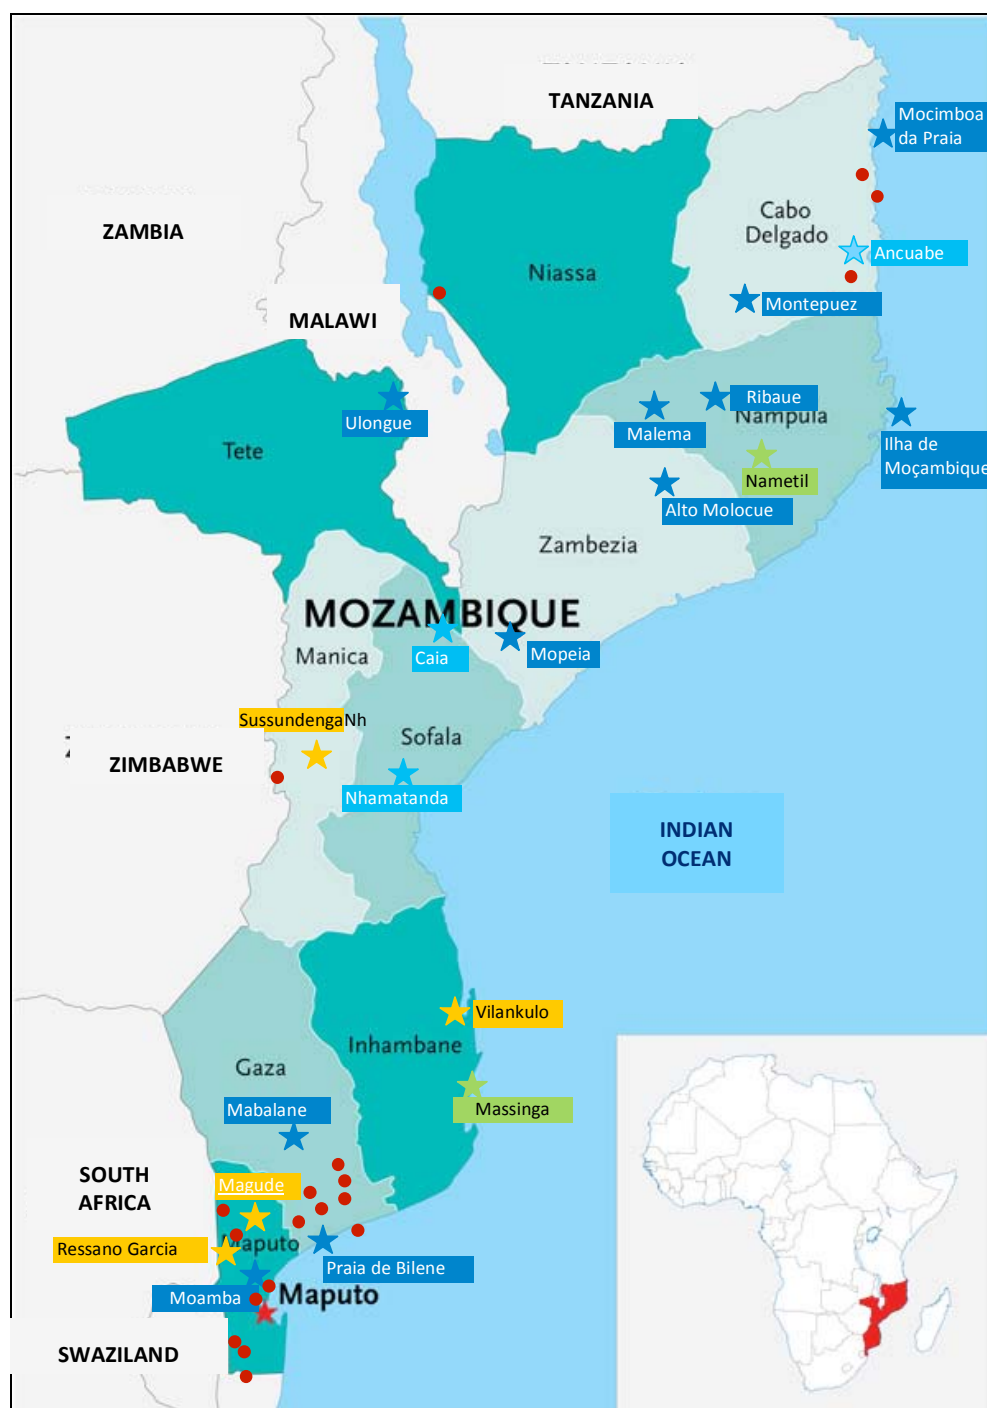 TANZANIA
Mocimboa
da Praia
ZAMBIA
Cabo
Delgado
Ancuabe
Niassa
Montepuez
MALAWI
Ulongue
Ribaue
Nampula
Malema
Ilha de
Moçambique
Tete
Nametil
Alto Molocue
Zambezia
MOZAMBIQUE
Manica
Caia
Mopeia
SussundengaNh
Sofala
ZIMBABWE
Nhamatanda
INDIAN
OCEAN
Vilankulo
Inhambane
Gaza
Mabalane
Massinga
SOUTH
AFRICA
Magude
Ressano Garcia
Maputo
Praia de Bilene
Moamba
Maputo
SWAZILAND